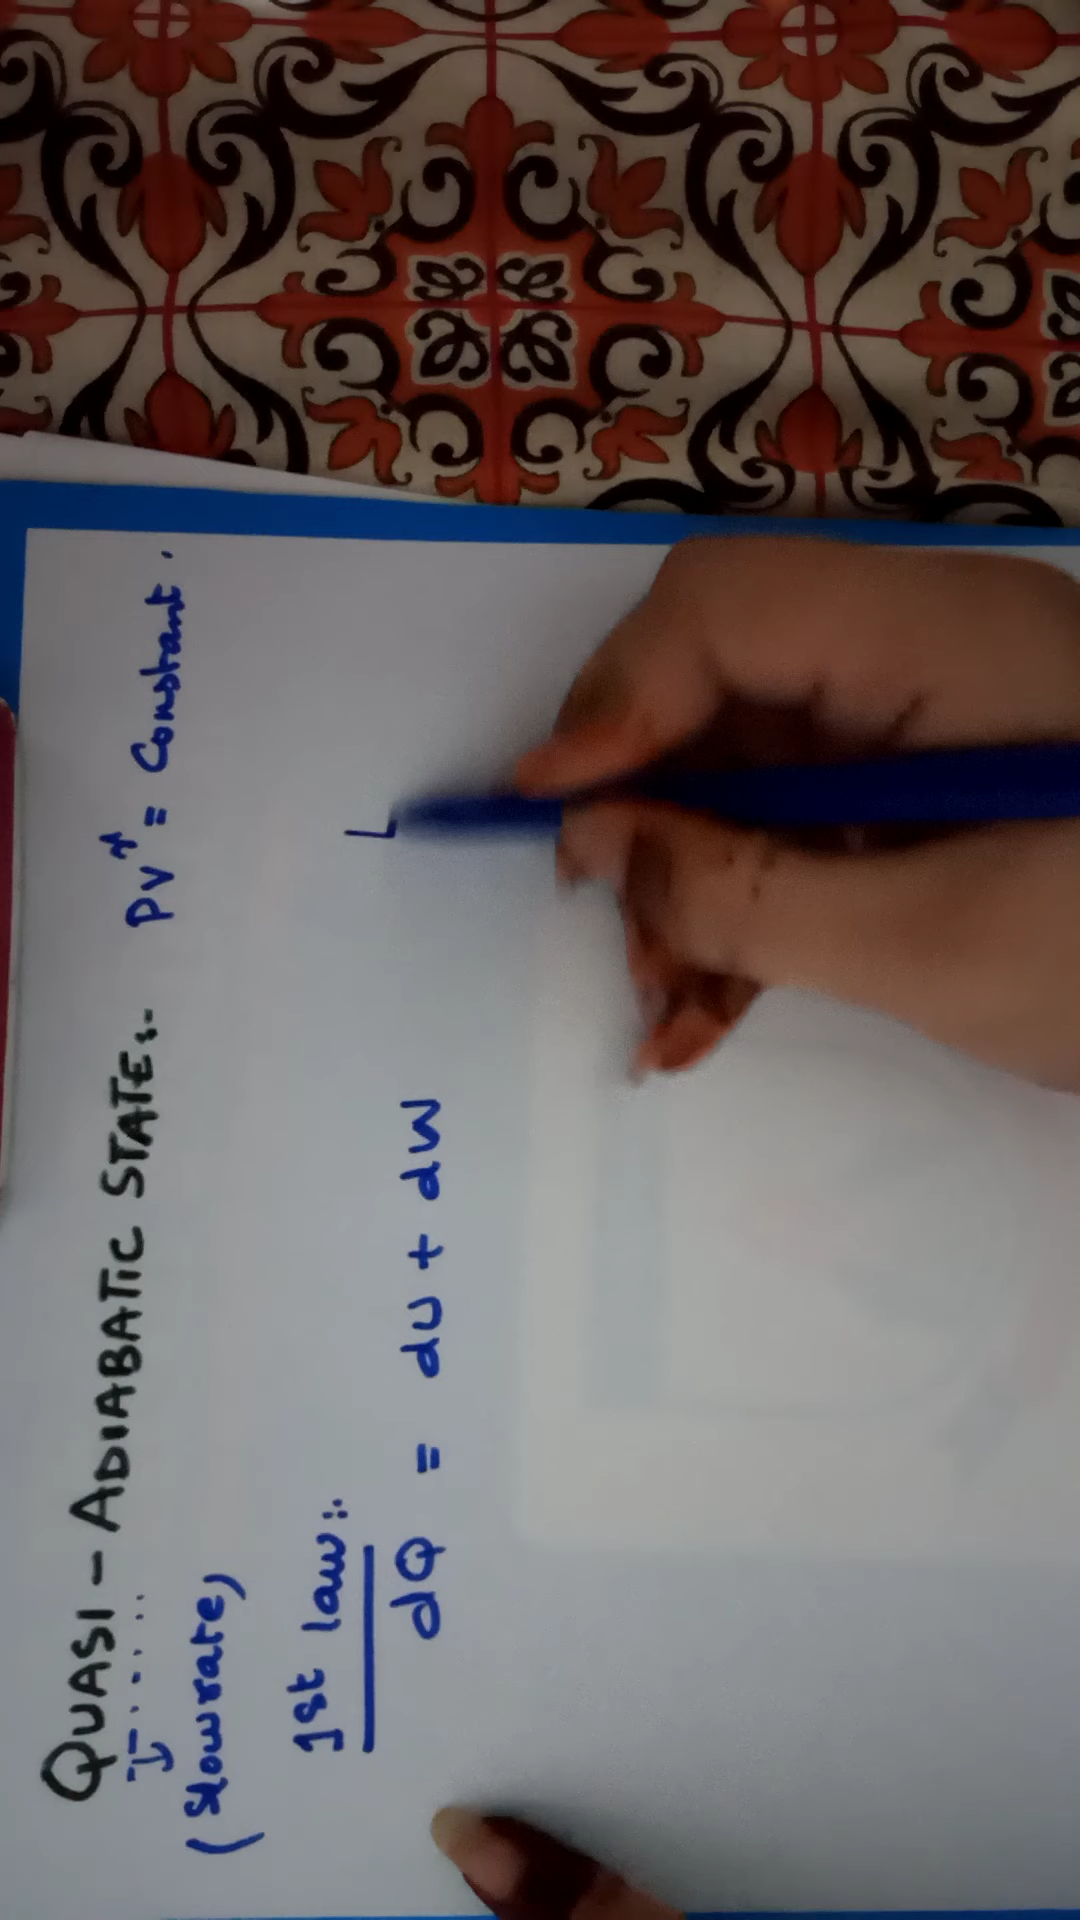 QUASI - ADIABATIC STATE:- PV^γ = Constant.
(Slow rate)
1st law:-
dQ = dU + dW